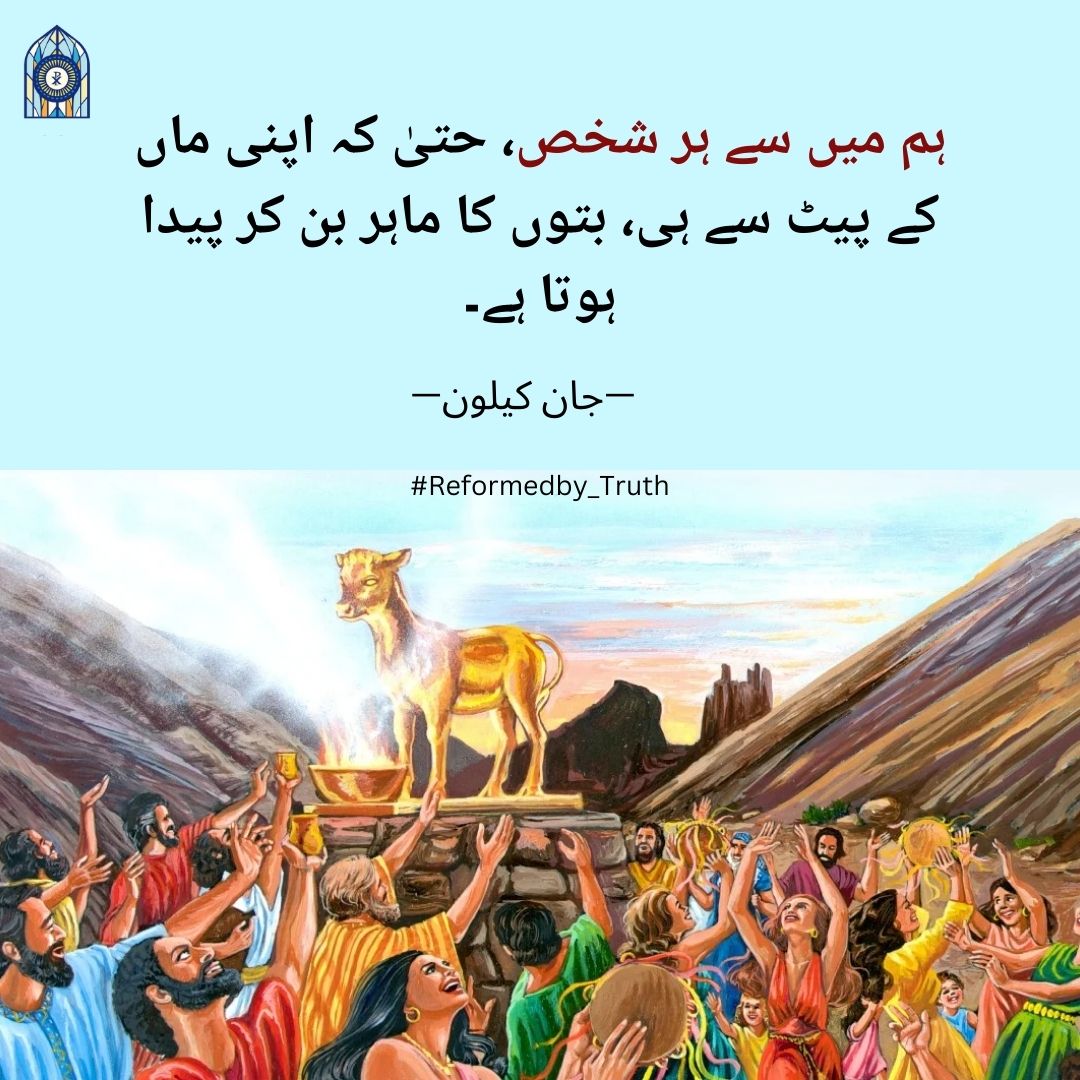 ہم میں سے ہر شخص، حتیٰ کہ اپنی ماں
کے پیٹ سے ہی، بتوں کا ماہر بن کر پیدا
ہوتا ہے۔
—جان کیلون—
#Reformedby_Truth